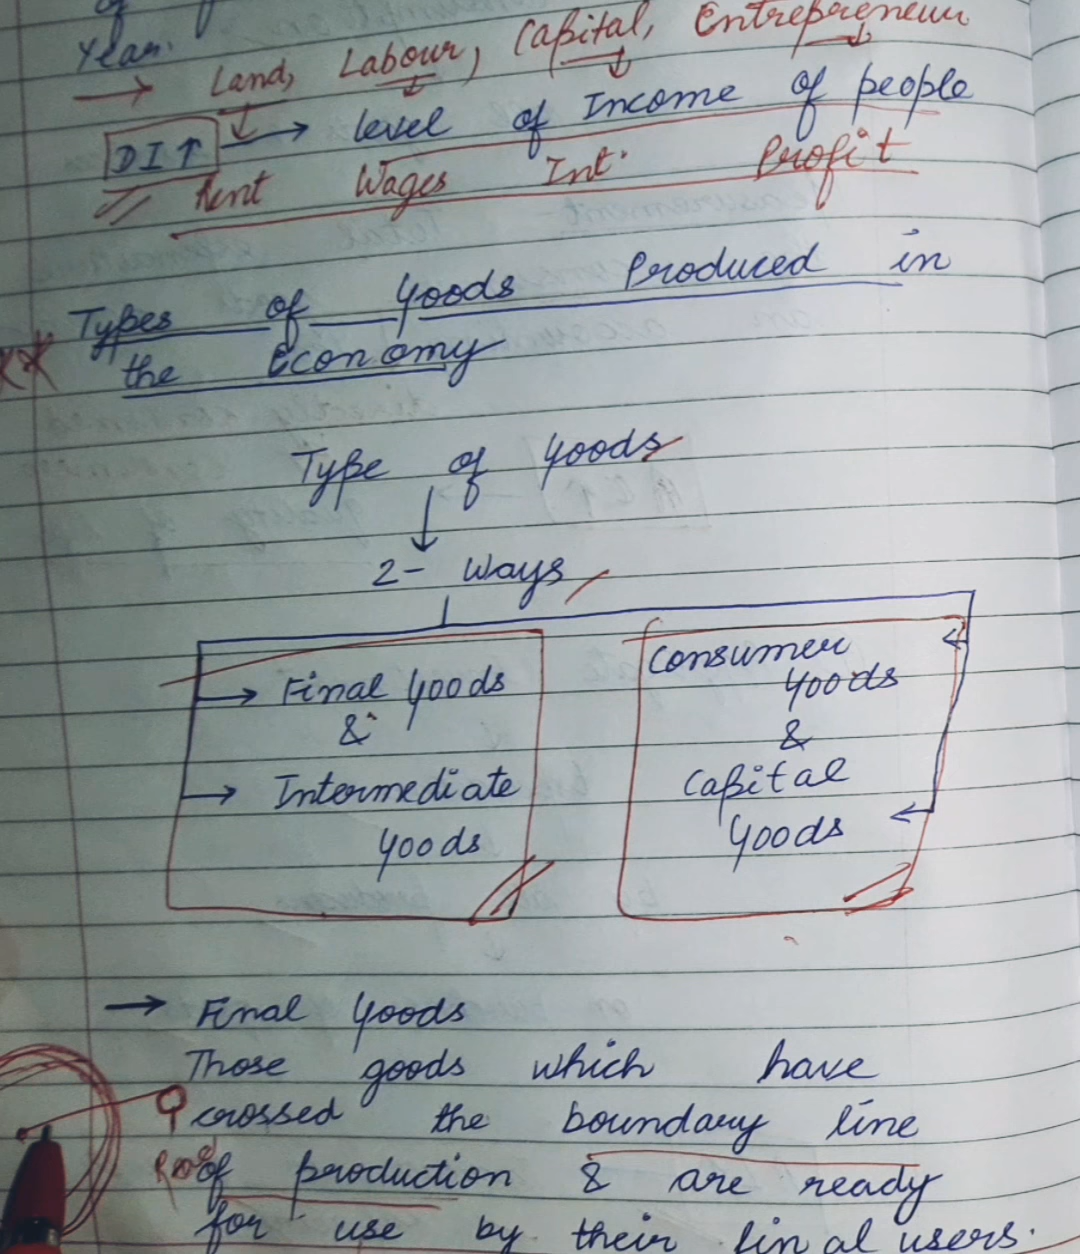 of
Year.
→ Land, Labour, Capital, Entrepreneur
DI↑ → level of Income of people
Rent Wages Int. Profit
Types of Goods Produced in
the Economy
Type of Goods
2- Ways
→ Final Goods
&
→ Intermediate
Goods
Consumer
Goods
&
Capital
Goods
→ Final Goods
Those goods which have
crossed the boundary line
of production & are ready
for use by their final users.